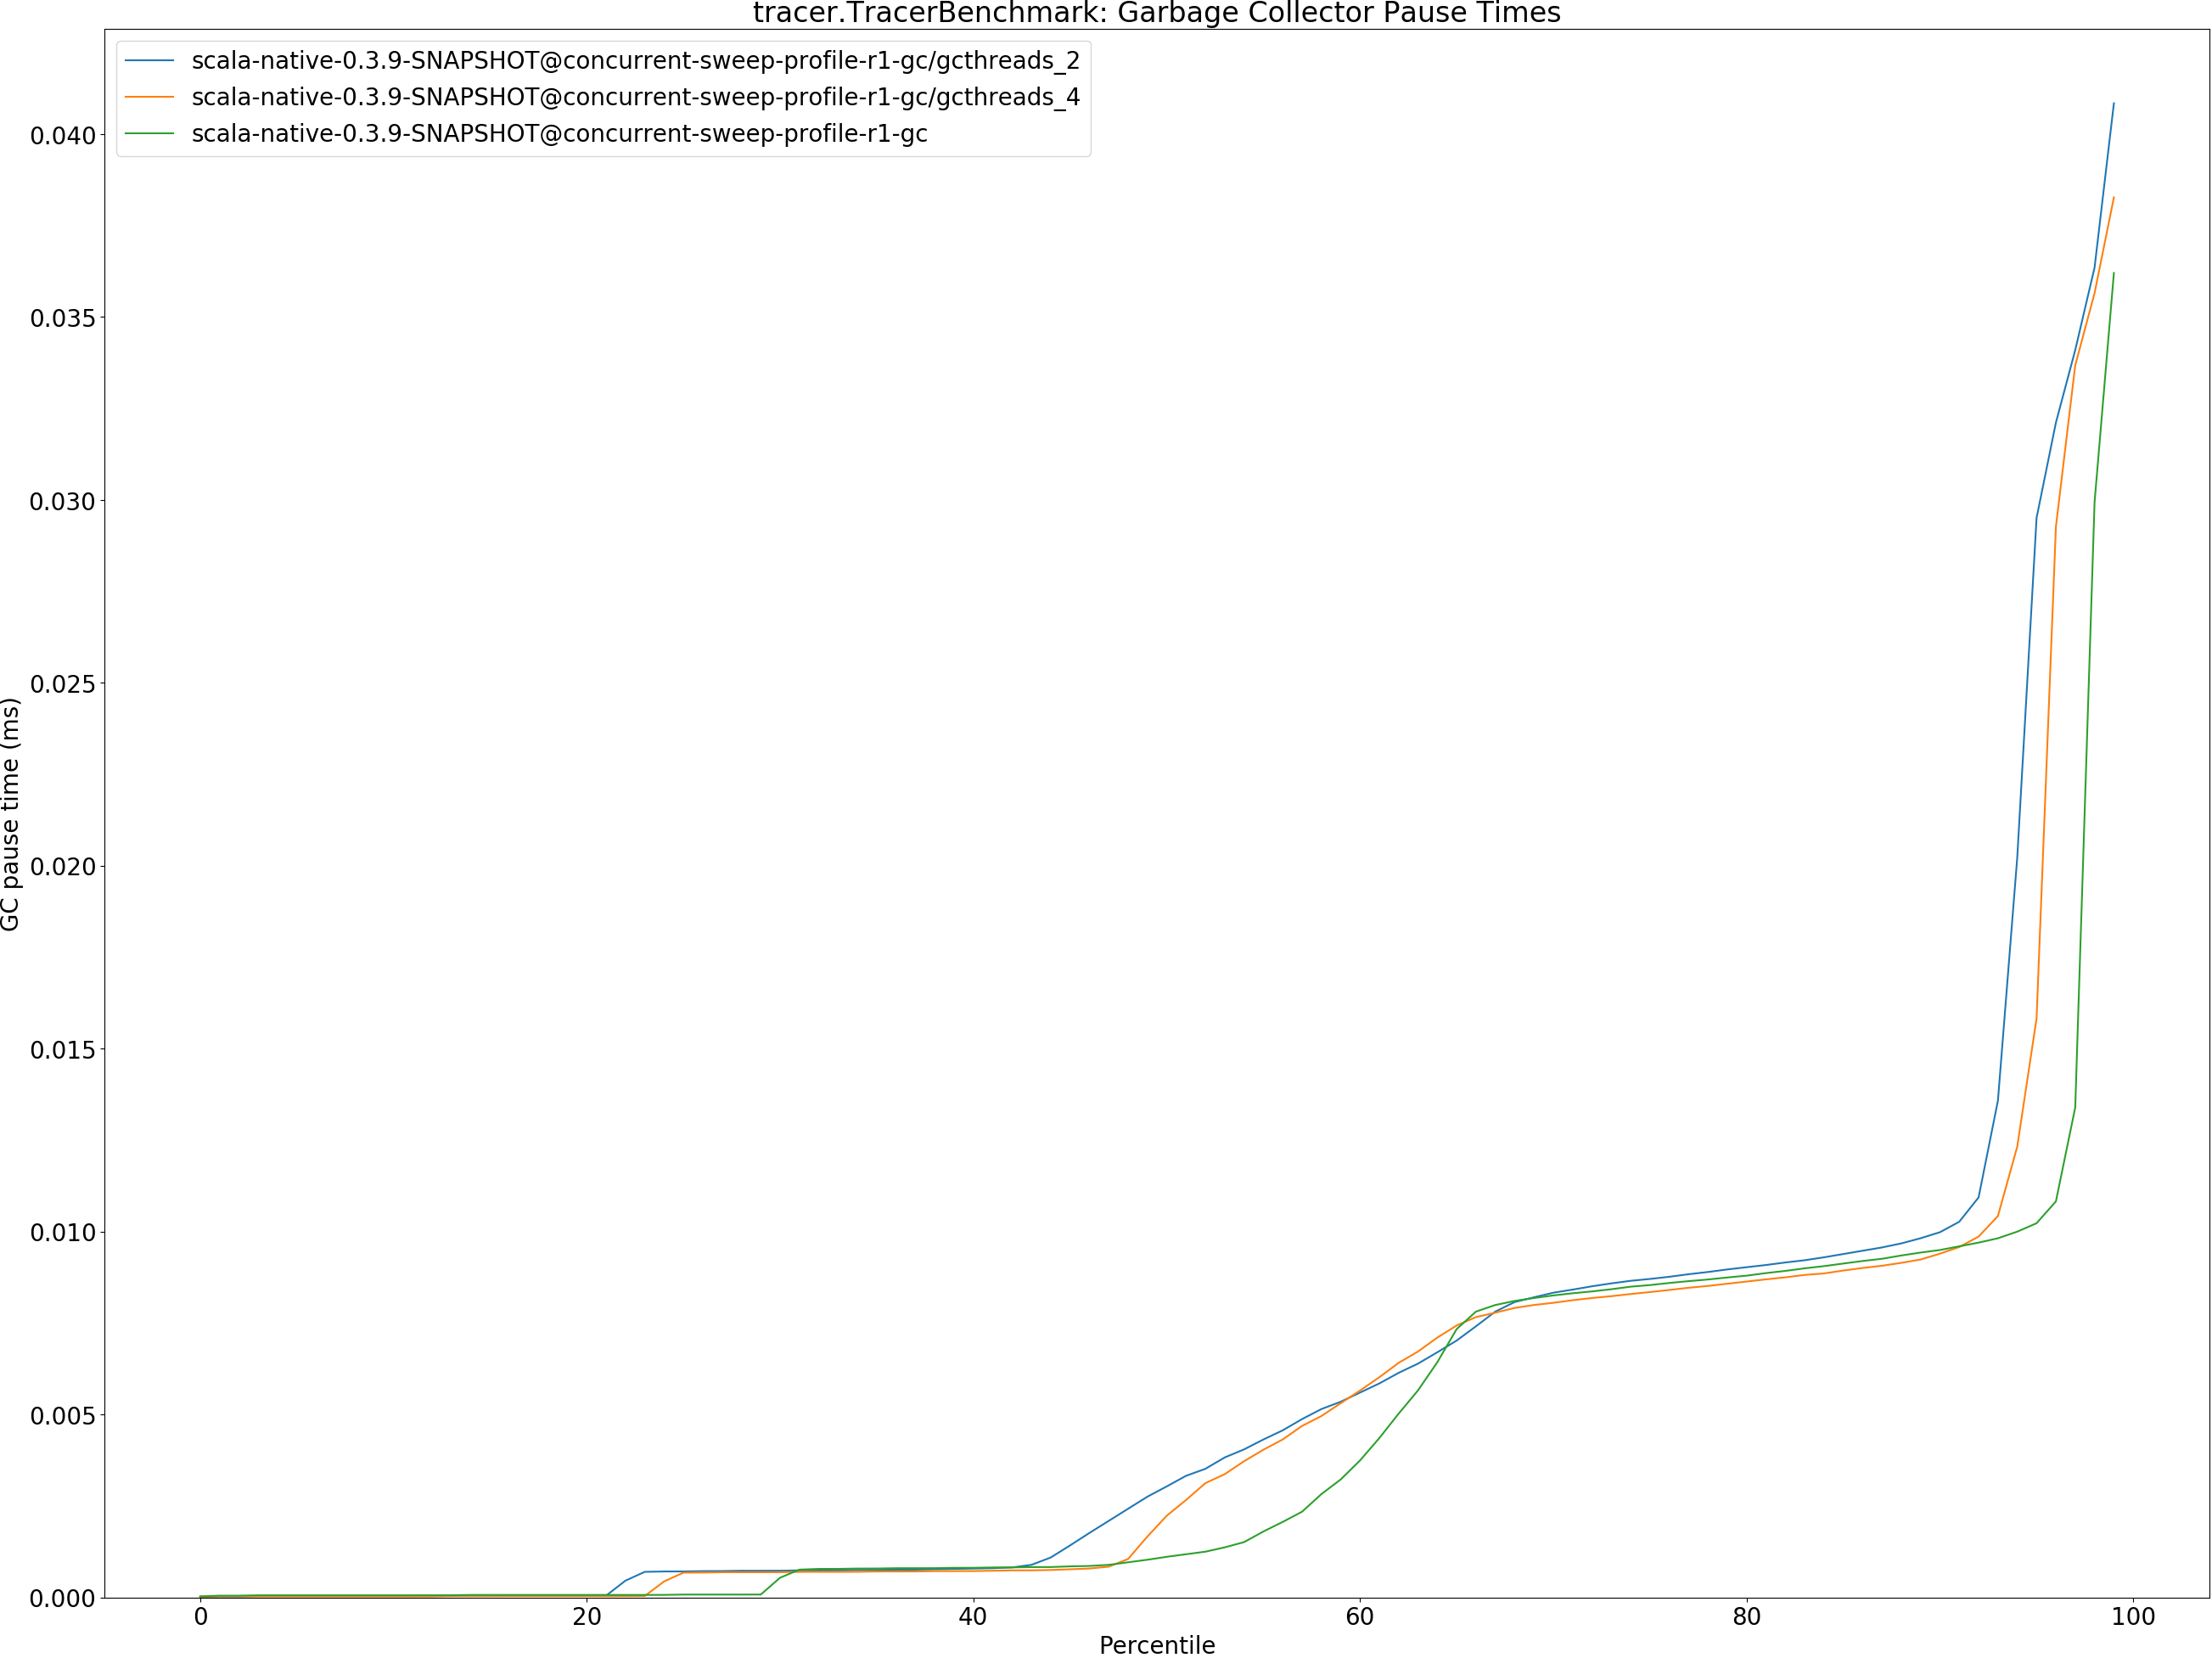 tracer.TracerBenchmark: Garbage Collector Pause Times
scala-native-0.3.9-SNAPSHOT@concurrent-sweep-profile-r1-gc/gcthreads_2
scala-native-0.3.9-SNAPSHOT@concurrent-sweep-profile-r1-gc/gcthreads_4
scala-native-0.3.9-SNAPSHOT@concurrent-sweep-profile-r1-gc
0.040
0.035
0.030
0.025
0.020
0.015
0.010
0.005
0.000
GC pause time (ms)
0 20 40 60 80 100
Percentile